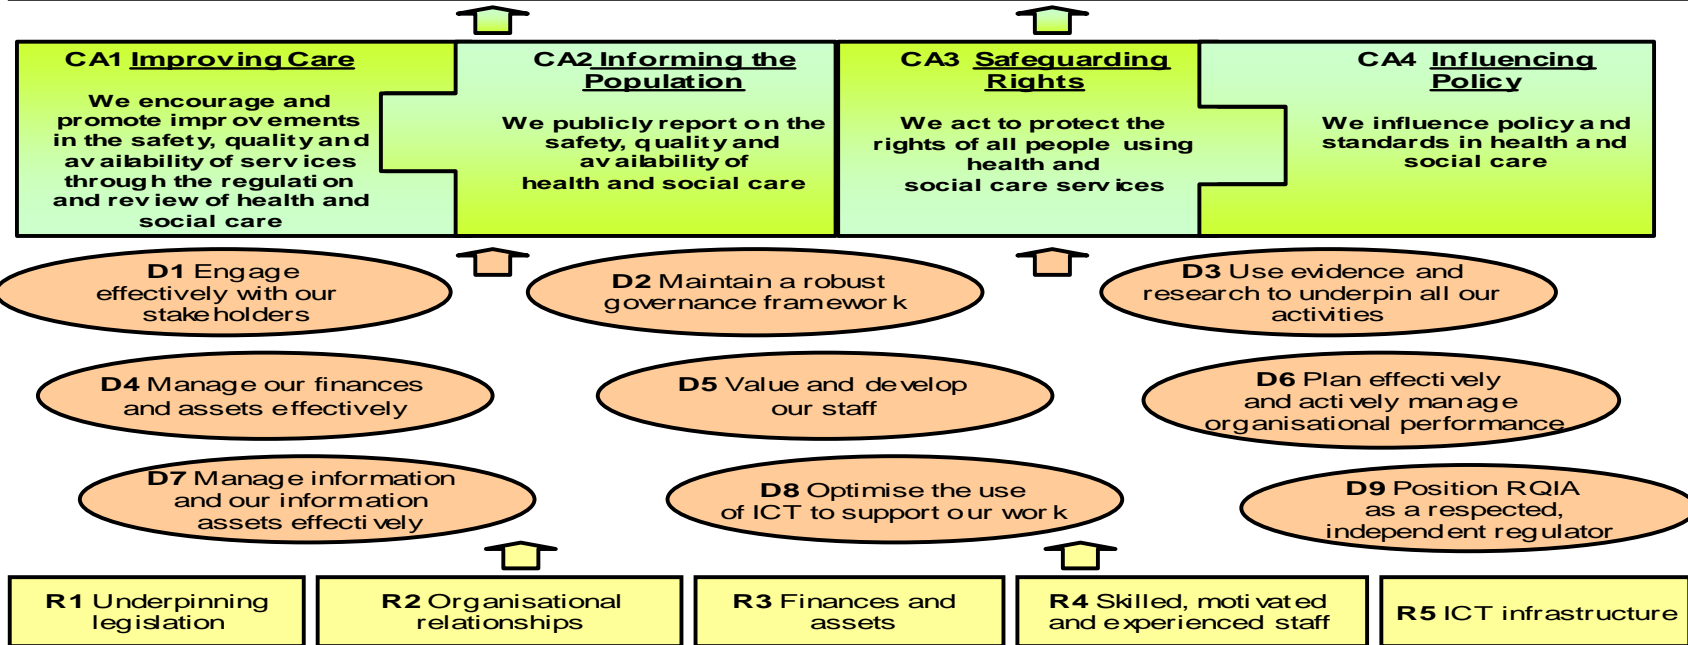 CA1 Improving Care
We encourage and
promote improvements
in the safety, quality and
availability of services
through the regulation
and review of health and
social care
CA2 Informing the
Population
We publicly report on the
safety, quality and
availability of
health and social care
CA3 Safeguarding
Rights
We act to protect the
rights of all people using
health and
social care services
CA4 Influencing
Policy
We influence policy and
standards in health and
social care
D1 Engage
effectively with our
stakeholders
D2 Maintain a robust
governance framework
D3 Use evidence and
research to underpin all our
activities
D4 Manage our finances
and assets effectively
D5 Value and develop
our staff
D6 Plan effectively
and actively manage
organisational performance
D7 Manage information
and our information
assets effectively
D8 Optimise the use
of ICT to support our work
D9 Position RQIA
as a respected,
independent regulator
R1 Underpinning
legislation
R2 Organisational
relationships
R3 Finances and
assets
R4 Skilled, motivated
and experienced staff
R5 ICT infrastructure